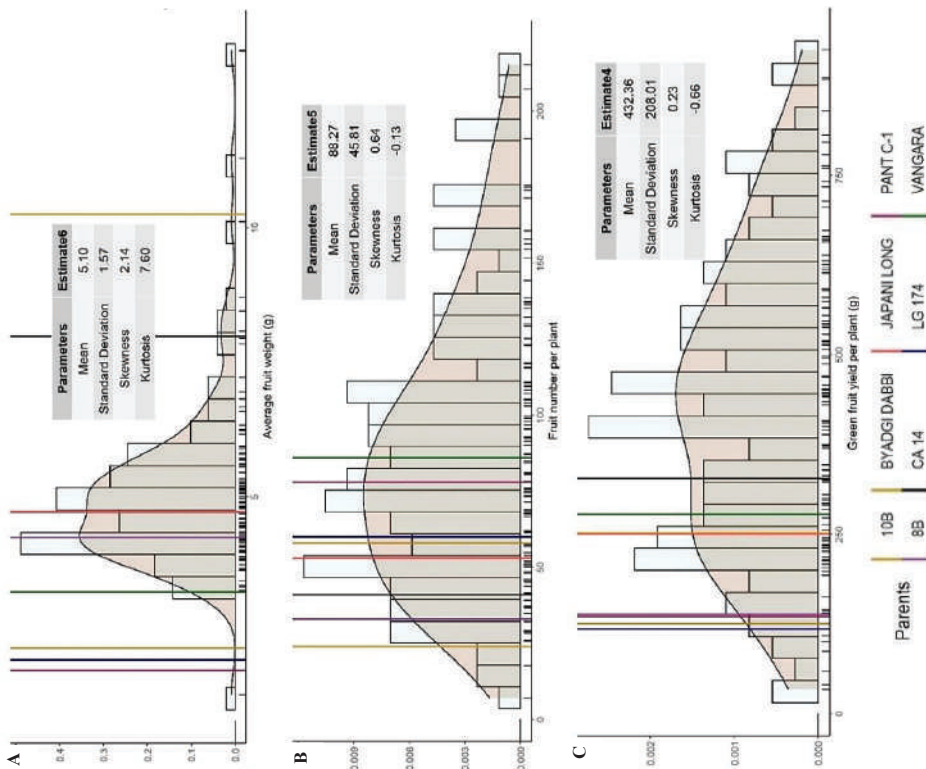 A
Parameters Estimate6
Mean 5.10
Standard Deviation 1.57
Skewness 2.14
Kurtosis 7.60
0.4
0.3
0.2
0.1
0.0
5
10
Average fruit weight (g)
B
Parameters Estimate5
Mean 88.27
Standard Deviation 45.81
Skewness 0.64
Kurtosis -0.13
0.009
0.006
0.003
0.000
0
50
100
150
200
Fruit number per plant
C
Parameters Estimate4
Mean 432.36
Standard Deviation 208.01
Skewness 0.23
Kurtosis -0.66
0.002
0.001
0.000
0
250
500
750
Green fruit yield per plant (g)
Parents
10B BYADGI DABBI JAPANI LONG PANT C-1
8B CA 14 LG 174 VANGARA